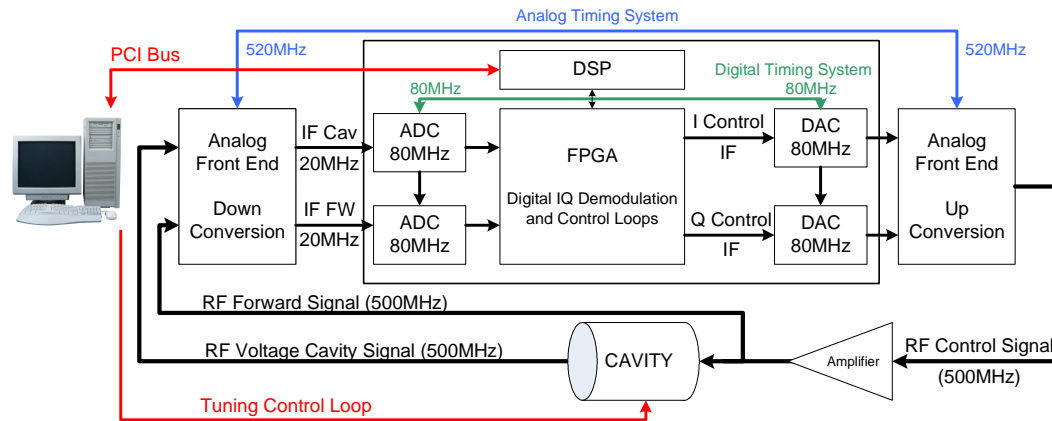 Analog Timing System
PCI Bus
520MHz
520MHz
DSP
Digital Timing System
80MHz
80MHz
Analog
Front End
Down
Conversion
IF Cav
20MHz
IF FW
20MHz
ADC
80MHz
ADC
80MHz
FPGA
Digital IQ Demodulation
and Control Loops
I Control
IF
Q Control
IF
DAC
80MHz
DAC
80MHz
Analog
Front End
Up
Conversion
RF Forward Signal (500MHz)
RF Voltage Cavity Signal (500MHz)
CAVITY
Amplifier
RF Control Signal
(500MHz)
Tuning Control Loop